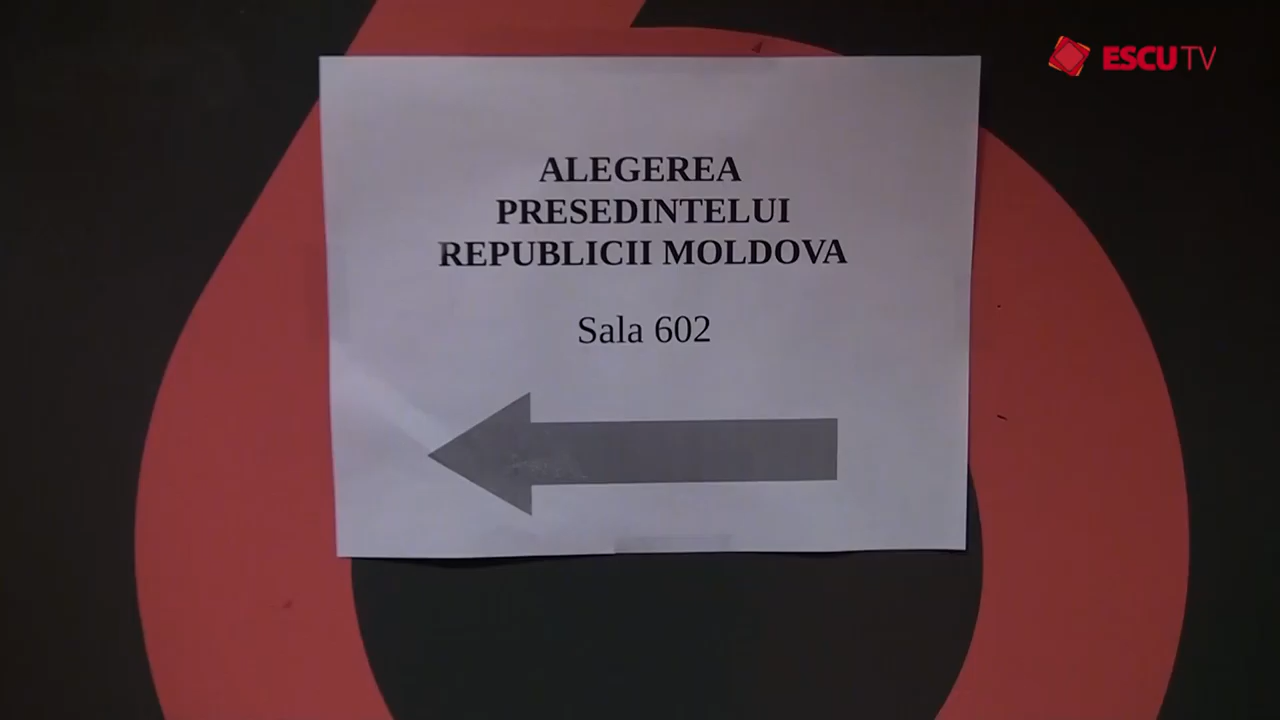 ESCU TV
ALEGEREA
PRESEDINTELUI
REPUBLICII MOLDOVA
Sala 602